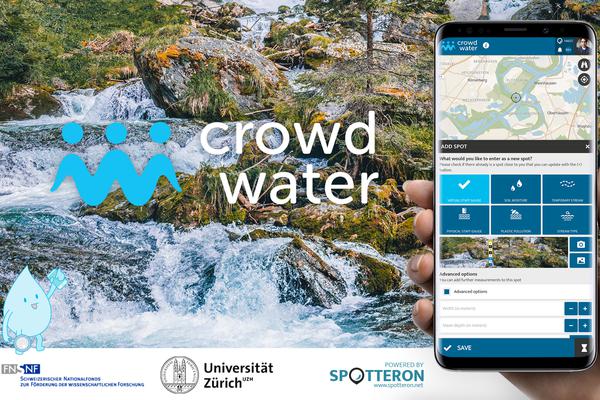 crowd
water
crowd
water
ADD SPOT
What would you like to enter as a new spot?
Please check if there already is a spot close to you that you can update with the (+)
button.
VIRTUAL STAFF GAUGE
SOIL MOISTURE
TEMPORARY STREAM
PHYSICAL STAFF GAUGE
PLASTIC POLLUTION
STREAM TYPE
Advanced options
You can add further measurements to this spot
Advanced options
Width (in meters)
Mean depth (in meters)
SAVE
FNSNF
SCHWEIZERISCHER NATIONALFONDS
ZUR FÖRDERUNG DER WISSENSCHAFTLICHEN FORSCHUNG
Universität
Zürich UZH
POWERED BY
SPOTTERON
www.spotteron.net